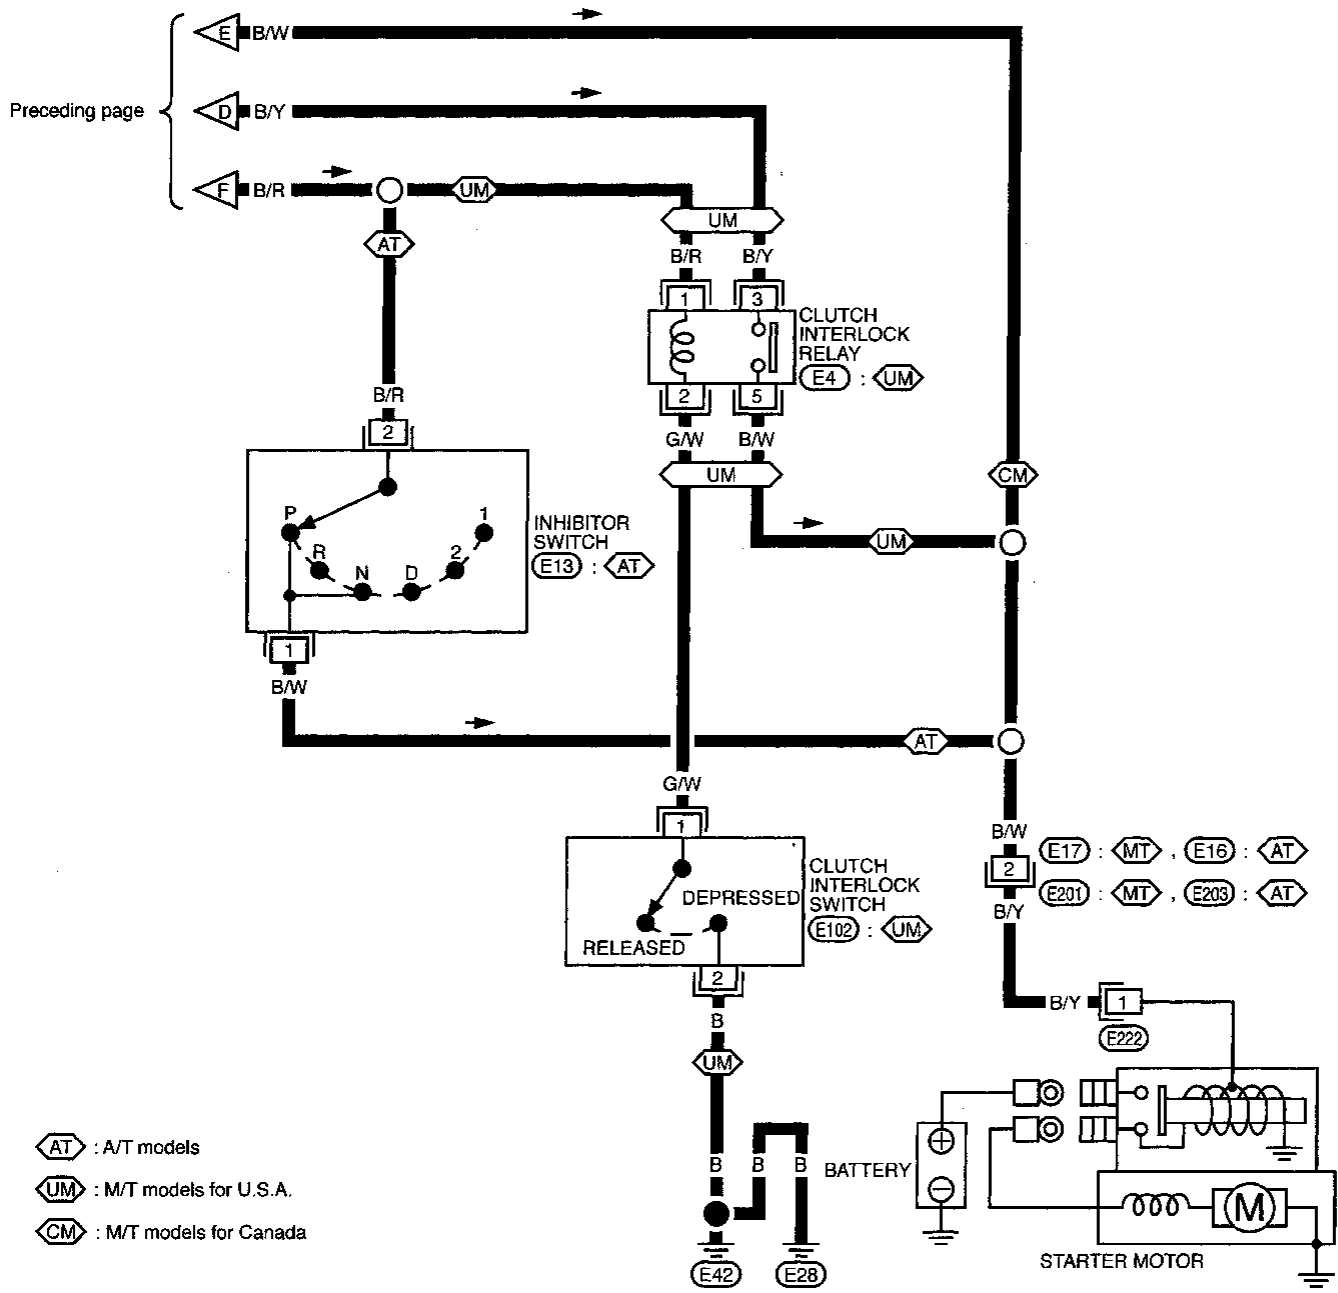 Preceding page
E B/W
D B/Y
F B/R
UM
UM
AT
B/R B/Y
1 3
CLUTCH
INTERLOCK
RELAY
E4 : UM
2 5
G/W B/W
UM
CM
B/R
2
P
R
N
D
2
1
INHIBITOR
SWITCH
E13 : AT
UM
1
B/W
AT
G/W
1
DEPRESSED
RELEASED
CLUTCH
INTERLOCK
SWITCH
E102 : UM
2
B
UM
B B B
E42 E28
B/W
2
B/Y
E17 : MT , E16 : AT
E201 : MT , E203 : AT
B/Y 1
E222
BATTERY
+
−
M
STARTER MOTOR
AT : A/T models
UM : M/T models for U.S.A.
CM : M/T models for Canada